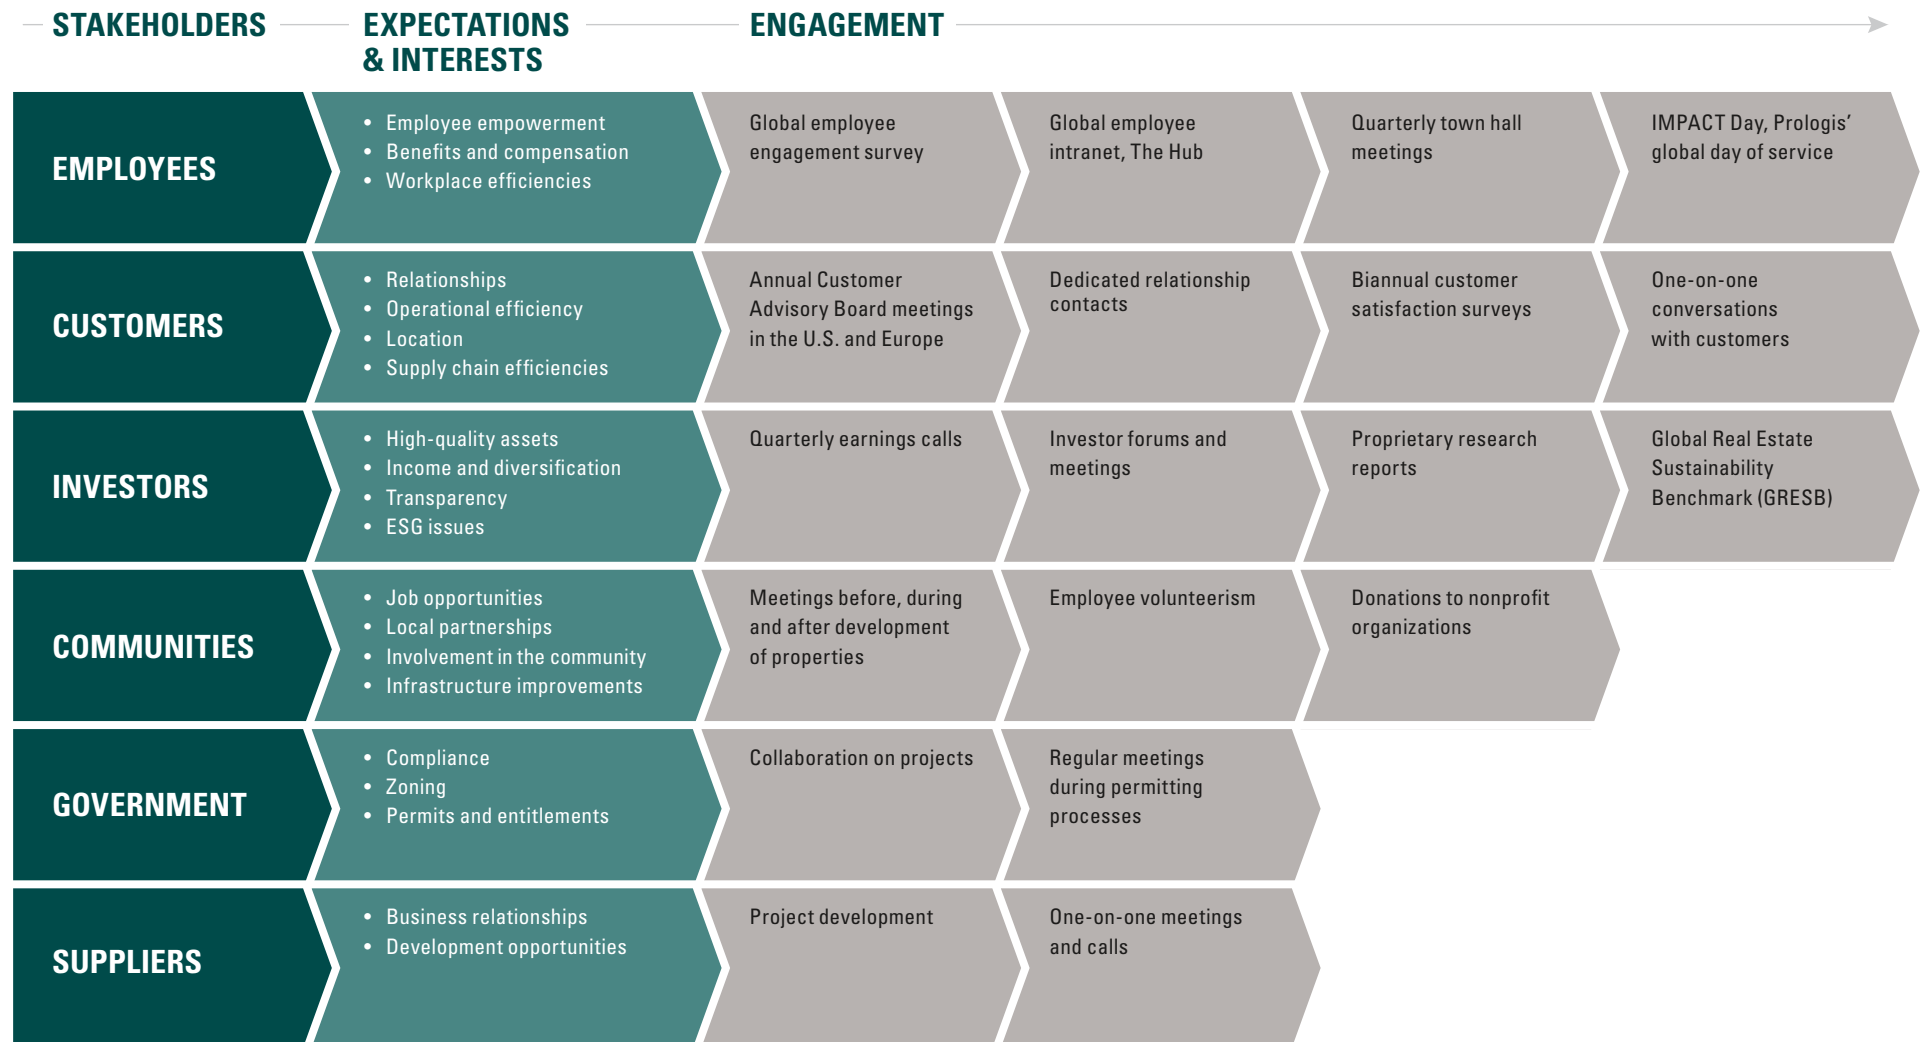 STAKEHOLDERS
EXPECTATIONS
& INTERESTS
ENGAGEMENT
EMPLOYEES
• Employee empowerment
• Benefits and compensation
• Workplace efficiencies
Global employee
engagement survey
Global employee
intranet, The Hub
Quarterly town hall
meetings
IMPACT Day, Prologis’
global day of service
CUSTOMERS
• Relationships
• Operational efficiency
• Location
• Supply chain efficiencies
Annual Customer
Advisory Board meetings
in the U.S. and Europe
Dedicated relationship
contacts
Biannual customer
satisfaction surveys
One-on-one
conversations
with customers
INVESTORS
• High-quality assets
• Income and diversification
• Transparency
• ESG issues
Quarterly earnings calls
Investor forums and
meetings
Proprietary research
reports
Global Real Estate
Sustainability
Benchmark (GRESB)
COMMUNITIES
• Job opportunities
• Local partnerships
• Involvement in the community
• Infrastructure improvements
Meetings before, during
and after development
of properties
Employee volunteerism
Donations to nonprofit
organizations
GOVERNMENT
• Compliance
• Zoning
• Permits and entitlements
Collaboration on projects
Regular meetings
during permitting
processes
SUPPLIERS
• Business relationships
• Development opportunities
Project development
One-on-one meetings
and calls